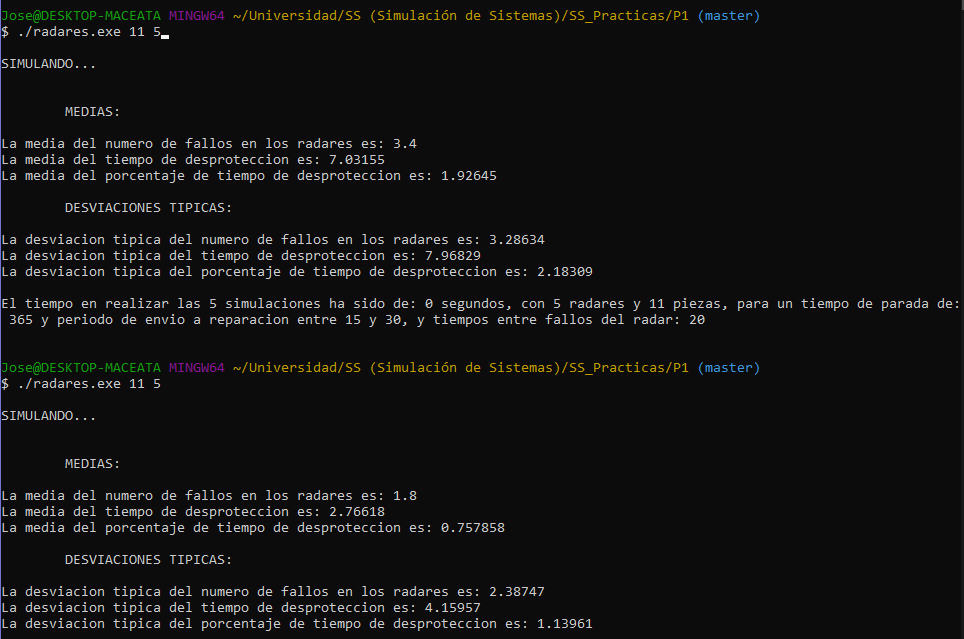 Jose@DESKTOP-MACEATA MINGW64 ~/Universidad/SS (Simulación de Sistemas)/SS_Practicas/P1 (master)
$ ./radares.exe 11 5
SIMULANDO...
MEDIAS:
La media del numero de fallos en los radares es: 3.4
La media del tiempo de desproteccion es: 7.03155
La media del porcentaje de tiempo de desproteccion es: 1.92645
DESVIACIONES TIPICAS:
La desviacion tipica del numero de fallos en los radares es: 3.28634
La desviacion tipica del tiempo de desproteccion es: 7.96829
La desviacion tipica del porcentaje de tiempo de desproteccion es: 2.18309
El tiempo en realizar las 5 simulaciones ha sido de: 0 segundos, con 5 radares y 11 piezas, para un tiempo de parada de:
365 y periodo de envio a reparacion entre 15 y 30, y tiempos entre fallos del radar: 20
Jose@DESKTOP-MACEATA MINGW64 ~/Universidad/SS (Simulación de Sistemas)/SS_Practicas/P1 (master)
$ ./radares.exe 11 5
SIMULANDO...
MEDIAS:
La media del numero de fallos en los radares es: 1.8
La media del tiempo de desproteccion es: 2.76618
La media del porcentaje de tiempo de desproteccion es: 0.757858
DESVIACIONES TIPICAS:
La desviacion tipica del numero de fallos en los radares es: 2.38747
La desviacion tipica del tiempo de desproteccion es: 4.15957
La desviacion tipica del porcentaje de tiempo de desproteccion es: 1.13961